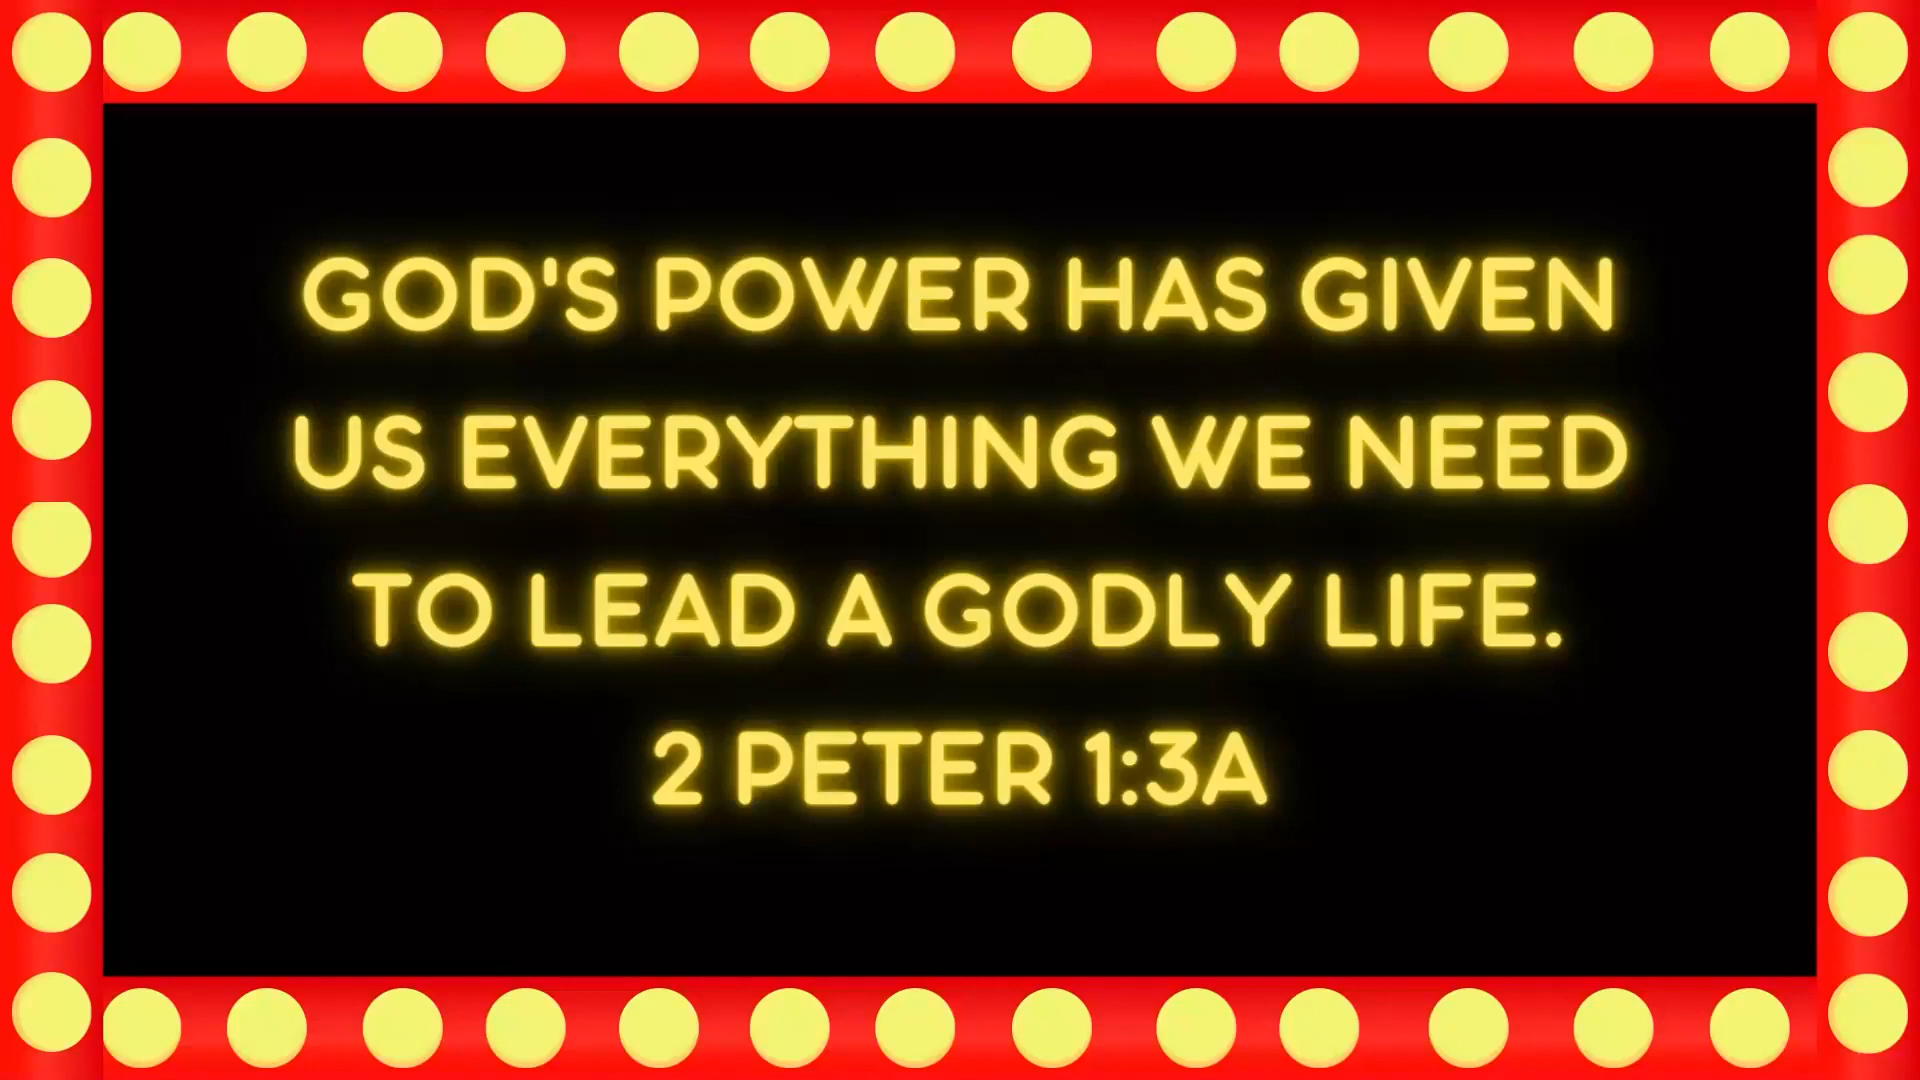 GOD'S POWER HAS GIVEN
US EVERYTHING WE NEED
TO LEAD A GODLY LIFE.
2 PETER 1:3A